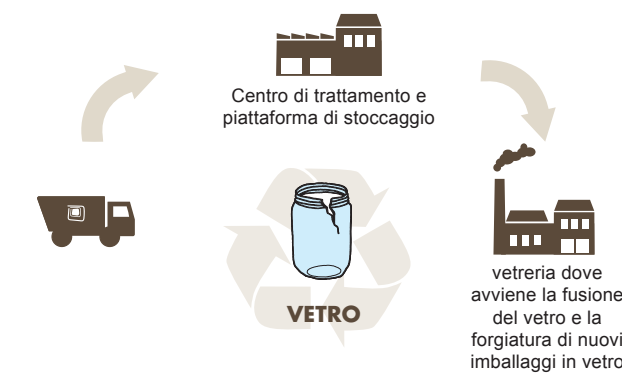 Centro di trattamento e
piattaforma di stoccaggio
VETRO
vetreria dove
avviene la fusione
del vetro e la
forgiatura di nuovi
imballaggi in vetro